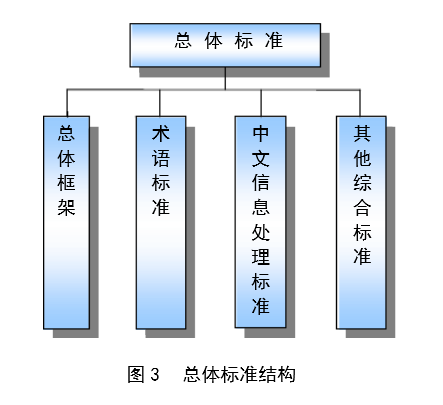 总体标准
总体框架
术语标准
中文信息处理标准
其他综合标准
图 3 总体标准结构